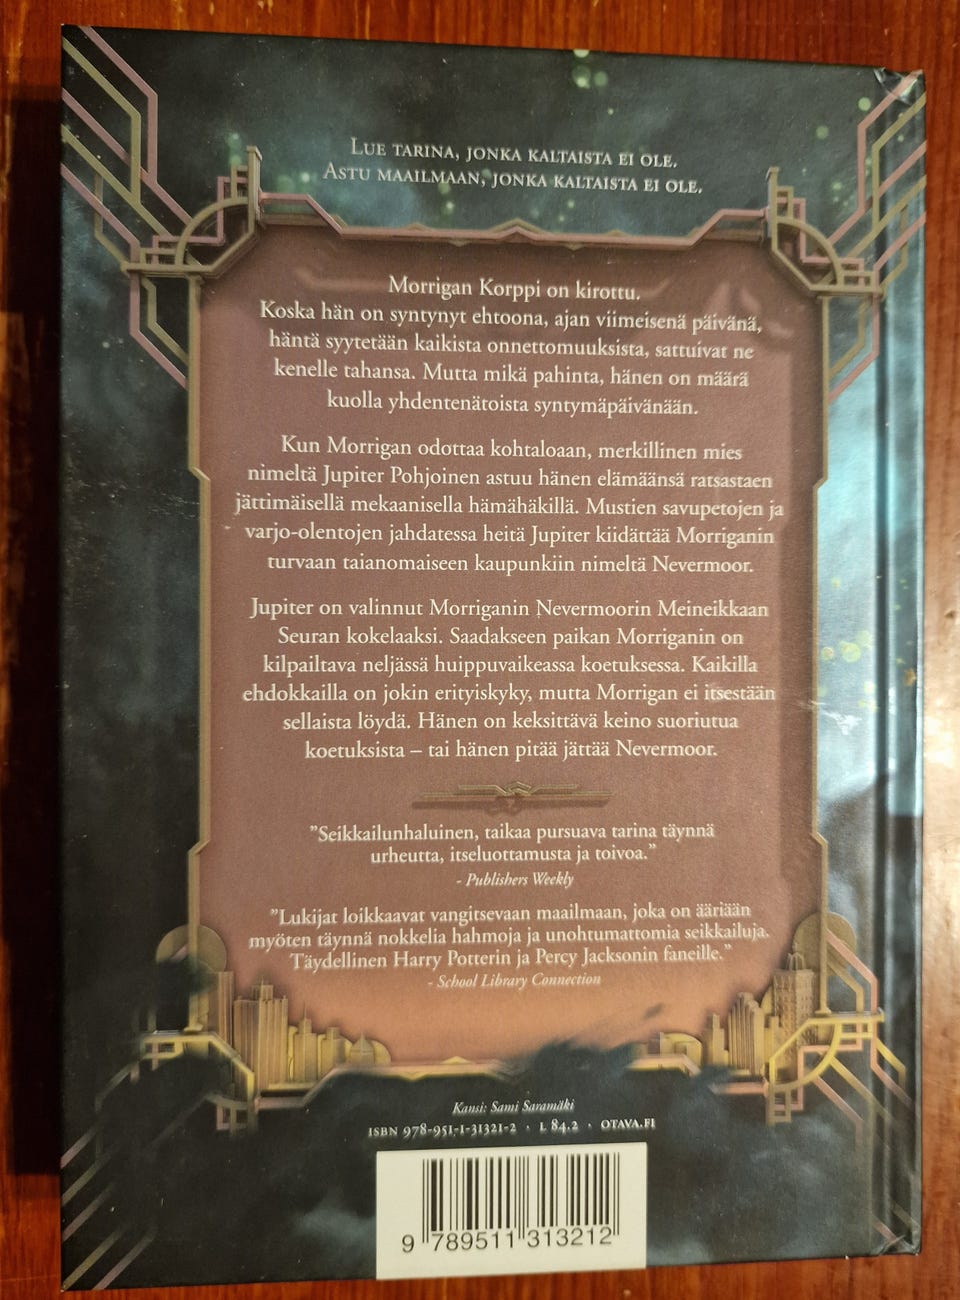 Lue tarina, jonka kaltaista ei ole.
Astu maailmaan, jonka kaltaista ei ole.
Morrigan Korppi on kirottu.
Koska hän on syntynyt ehtoona, ajan viimeisenä päivänä,
häntä syytetään kaikista onnettomuuksista, sattuivat ne
kenelle tahansa. Mutta mikä pahinta, hänen on määrä
kuolla yhdentenätoista syntymäpäivänään.
Kun Morrigan odottaa kohtaloaan, merkillinen mies
nimeltä Jupiter Pohjoinen astuu hänen elämäänsä ratsastaen
jättimäisellä mekaanisella hämähäkillä. Mustien savupetojen ja
varjo-olentojen jahdatessa heitä Jupiter kiidättää Morriganin
turvaan taianomaiseen kaupunkiin nimeltä Nevermoor.
Jupiter on valinnut Morriganin Nevermoorin Meineikkaan
Seuran kokelaaksi. Saadakseen paikan Morriganin on
kilpailtava neljässä huippuvaikeassa koetuksessa. Kaikilla
ehdokkailla on jokin erityiskyky, mutta Morrigan ei itsestään
sellaista löydä. Hänen on keksittävä keino suoriutua
koetuksista – tai hänen pitää jättää Nevermoor.
”Seikkailunhaluinen, taikaa pursuava tarina täynnä
urheutta, itseluottamusta ja toivoa.”
- Publishers Weekly
”Lukijat loikkaavat vangitsevaan maailmaan, joka on ääriään
myöten täynnä nokkelia hahmoja ja unohtumattomia seikkailuja.
Täydellinen Harry Potterin ja Percy Jacksonin faneille.”
- School Library Connection
Kansi: Sami Saramäki
ISBN 978-951-1-31321-2 · L 84.2 · OTAVA.FI
9 789511 313212